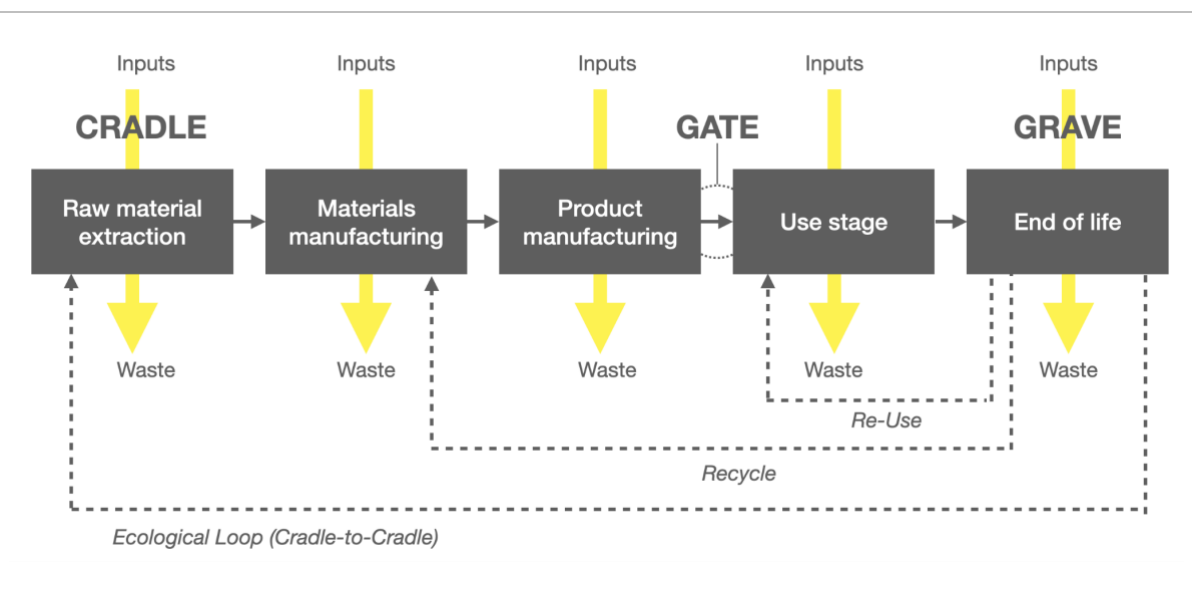 Inputs
Inputs
Inputs
Inputs
Inputs
CRADLE
GATE
GRAVE
Raw material
extraction
Materials
manufacturing
Product
manufacturing
Use stage
End of life
Waste
Waste
Waste
Waste
Waste
Re-Use
Recycle
Ecological Loop (Cradle-to-Cradle)